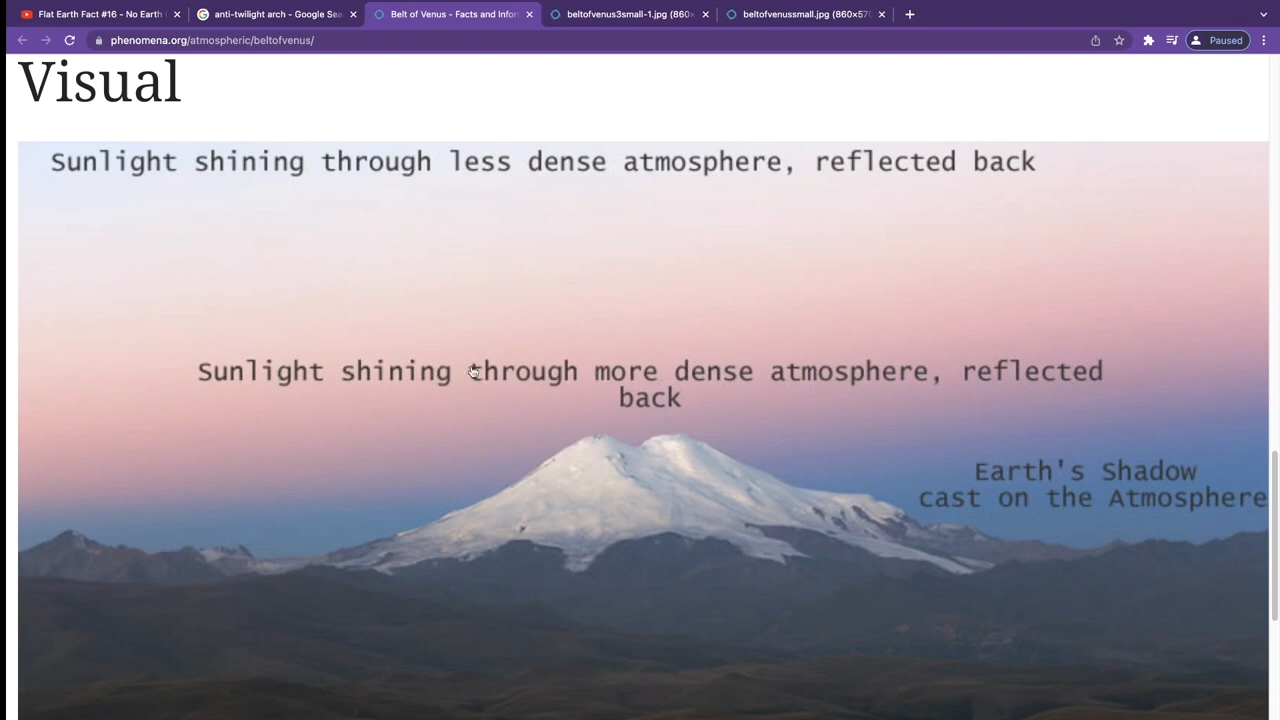 Flat Earth Fact #16 - No Earth
anti-twilight arch - Google Sea
Belt of Venus - Facts and Infor
beltofvenus3small-1.jpg (860×
beltofvenussmall.jpg (860×57
phenomena.org/atmospheric/beltofvenus/
Paused
Visual
Sunlight shining through less dense atmosphere, reflected back
Sunlight shining through more dense atmosphere, reflected
back
Earth's Shadow
cast on the Atmosphere